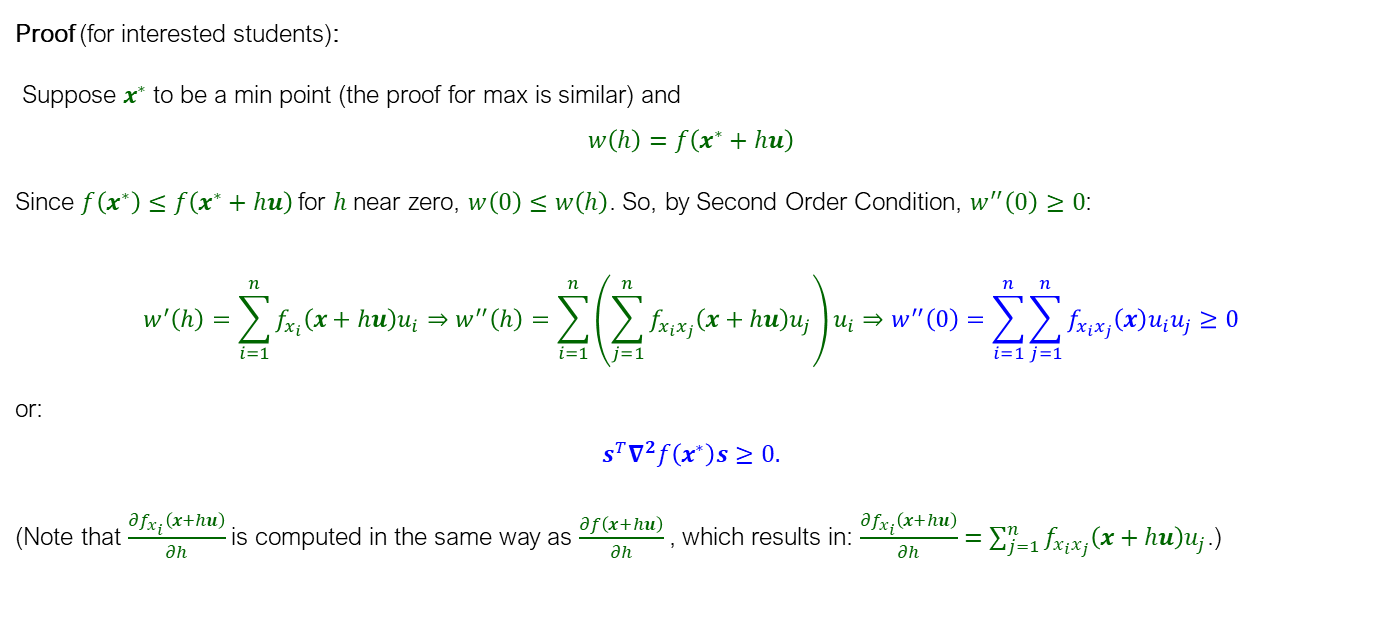 Proof (for interested students):
Suppose 𝒙* to be a min point (the proof for max is similar) and
w(h) = f(𝒙* + h𝒖)
Since f(𝒙*) ≤ f(𝒙* + h𝒖) for h near zero, w(0) ≤ w(h). So, by Second Order Condition, w″(0) ≥ 0:
w′(h) = ∑_{i=1}^{n} f_{x_i}(𝒙 + h𝒖)u_i ⇒ w″(h) = ∑_{i=1}^{n} (∑_{j=1}^{n} f_{x_i x_j}(𝒙 + h𝒖)u_j) u_i ⇒ w″(0) = ∑_{i=1}^{n} ∑_{j=1}^{n} f_{x_i x_j}(𝒙)u_i u_j ≥ 0
or:
𝒔^T 𝛁² f(𝒙*)𝒔 ≥ 0.
(Note that ∂f_{x_i}(𝒙+h𝒖)/∂h is computed in the same way as ∂f(𝒙+h𝒖)/∂h , which results in: ∂f_{x_i}(𝒙+h𝒖)/∂h = ∑_{j=1}^{n} f_{x_i x_j}(𝒙 + h𝒖)u_j.)